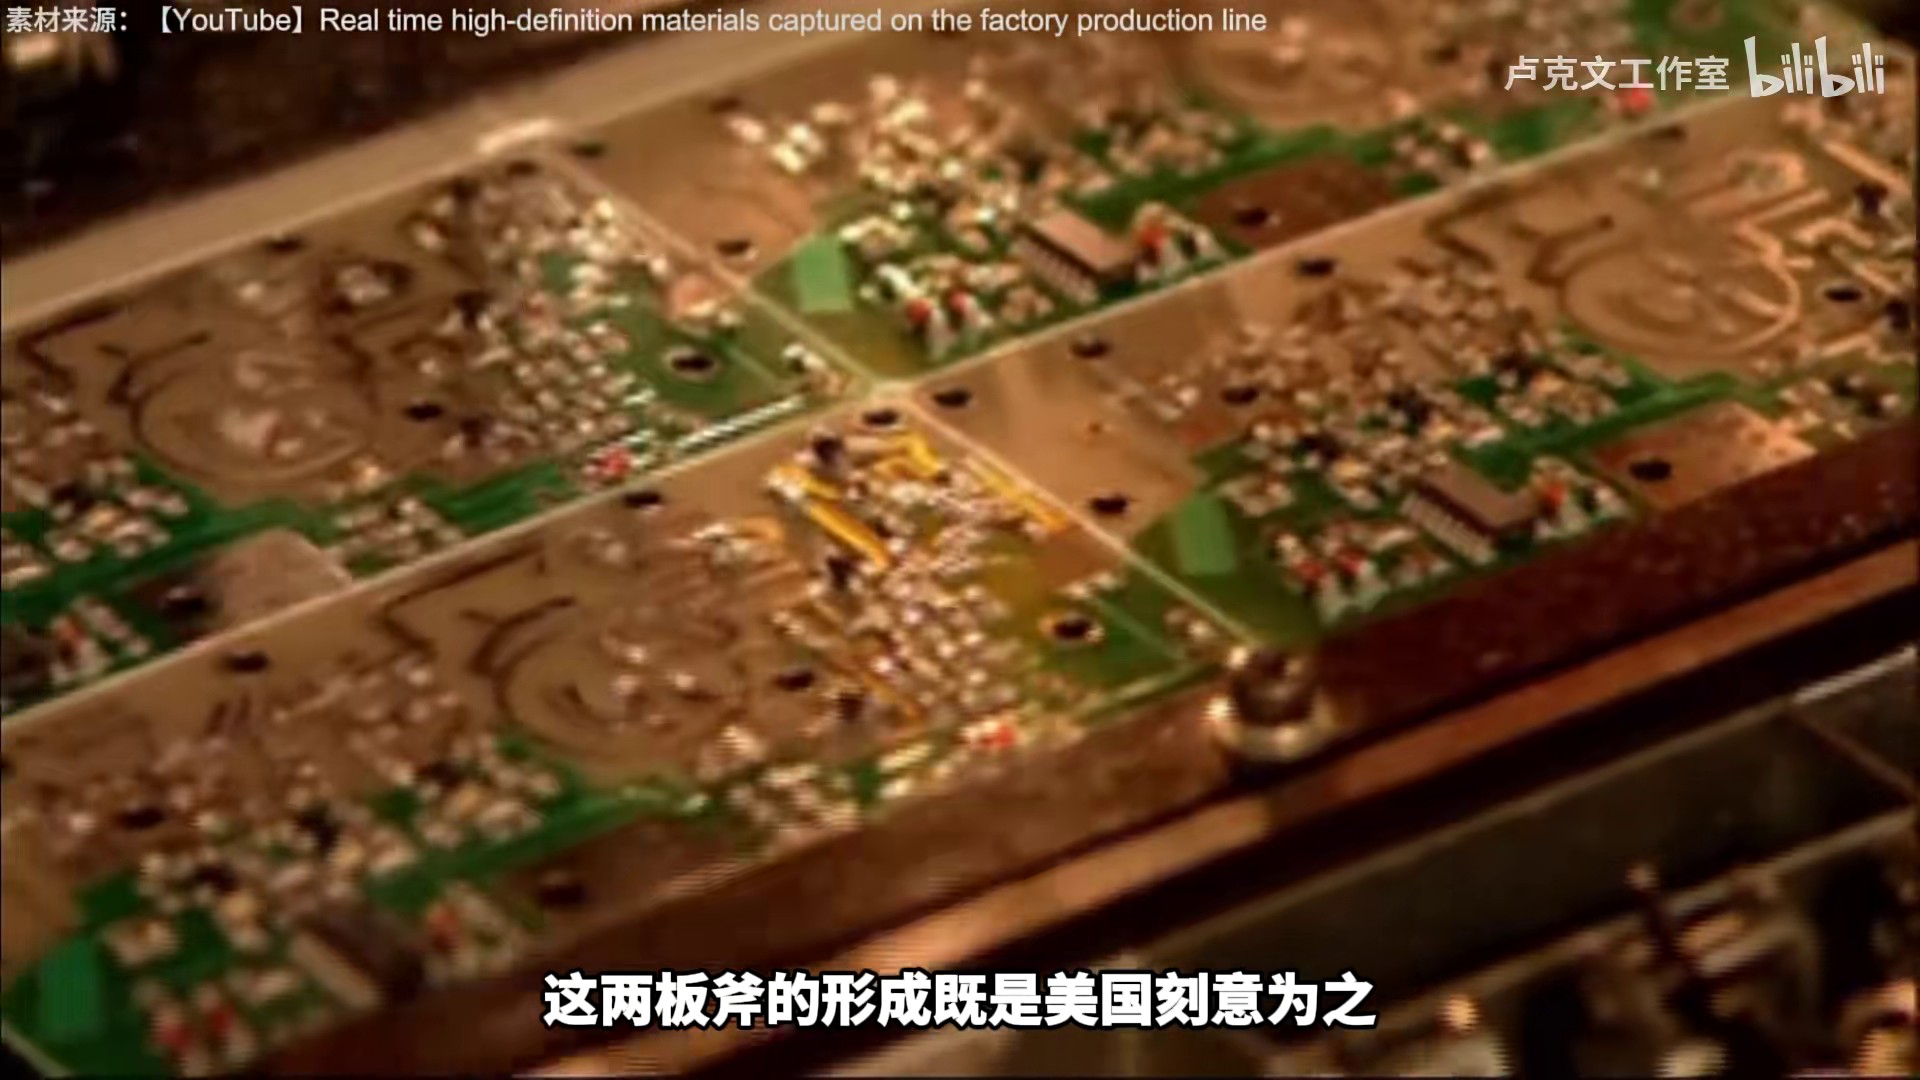 素材来源：【YouTube】Real time high-definition materials captured on the factory production line
卢克文工作室 bilibili
这两板斧的形成既是美国刻意为之